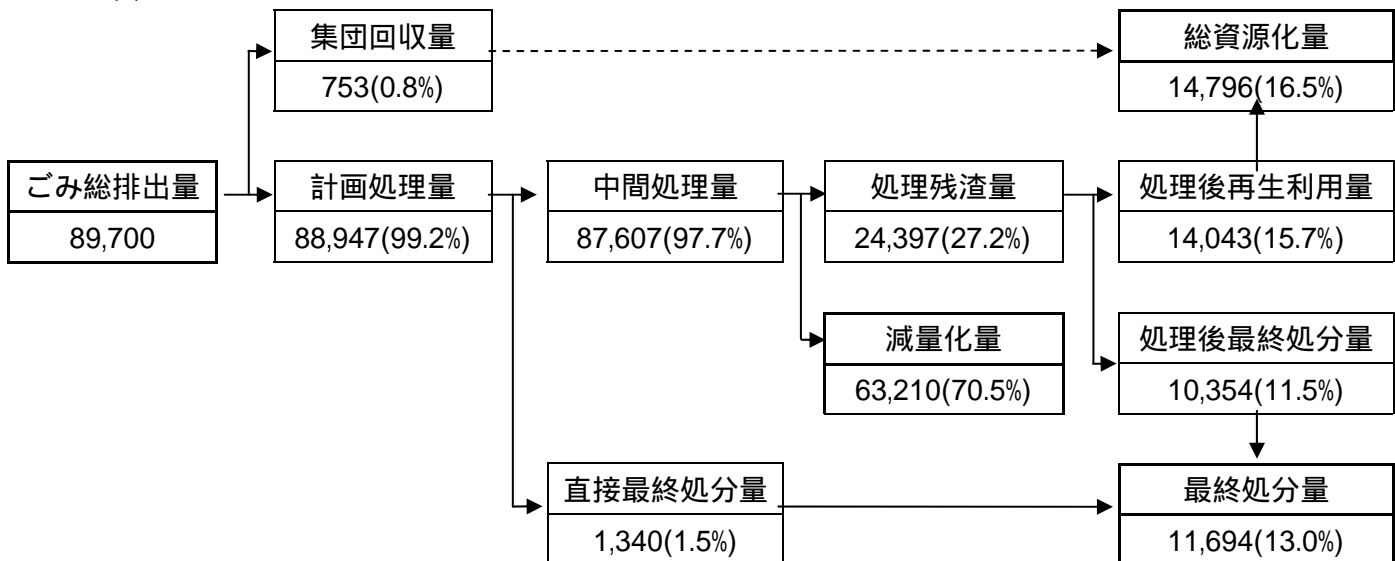 集団回収量
753(0.8%)
総資源化量
14,796(16.5%)
ごみ総排出量
89,700
計画処理量
88,947(99.2%)
中間処理量
87,607(97.7%)
処理残渣量
24,397(27.2%)
処理後再生利用量
14,043(15.7%)
減量化量
63,210(70.5%)
処理後最終処分量
10,354(11.5%)
直接最終処分量
1,340(1.5%)
最終処分量
11,694(13.0%)